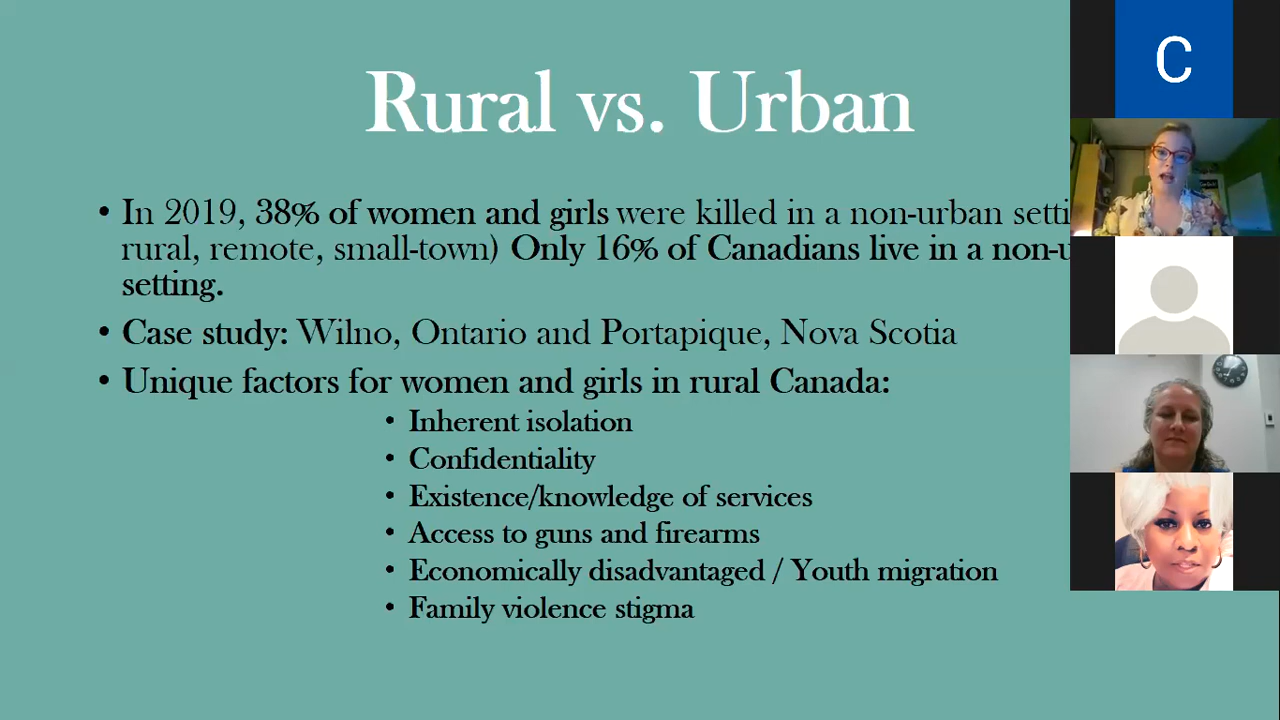 Rural vs. Urban
• In 2019, 38% of women and girls were killed in a non-urban
rural, remote, small-town) Only 16% of Canadians live in a
setting.
• Case study: Wilno, Ontario and Portapique, Nova Scotia
• Unique factors for women and girls in rural Canada:
• Inherent isolation
• Confidentiality
• Existence/knowledge of services
• Access to guns and firearms
• Economically disadvantaged / Youth migration
• Family violence stigma
C